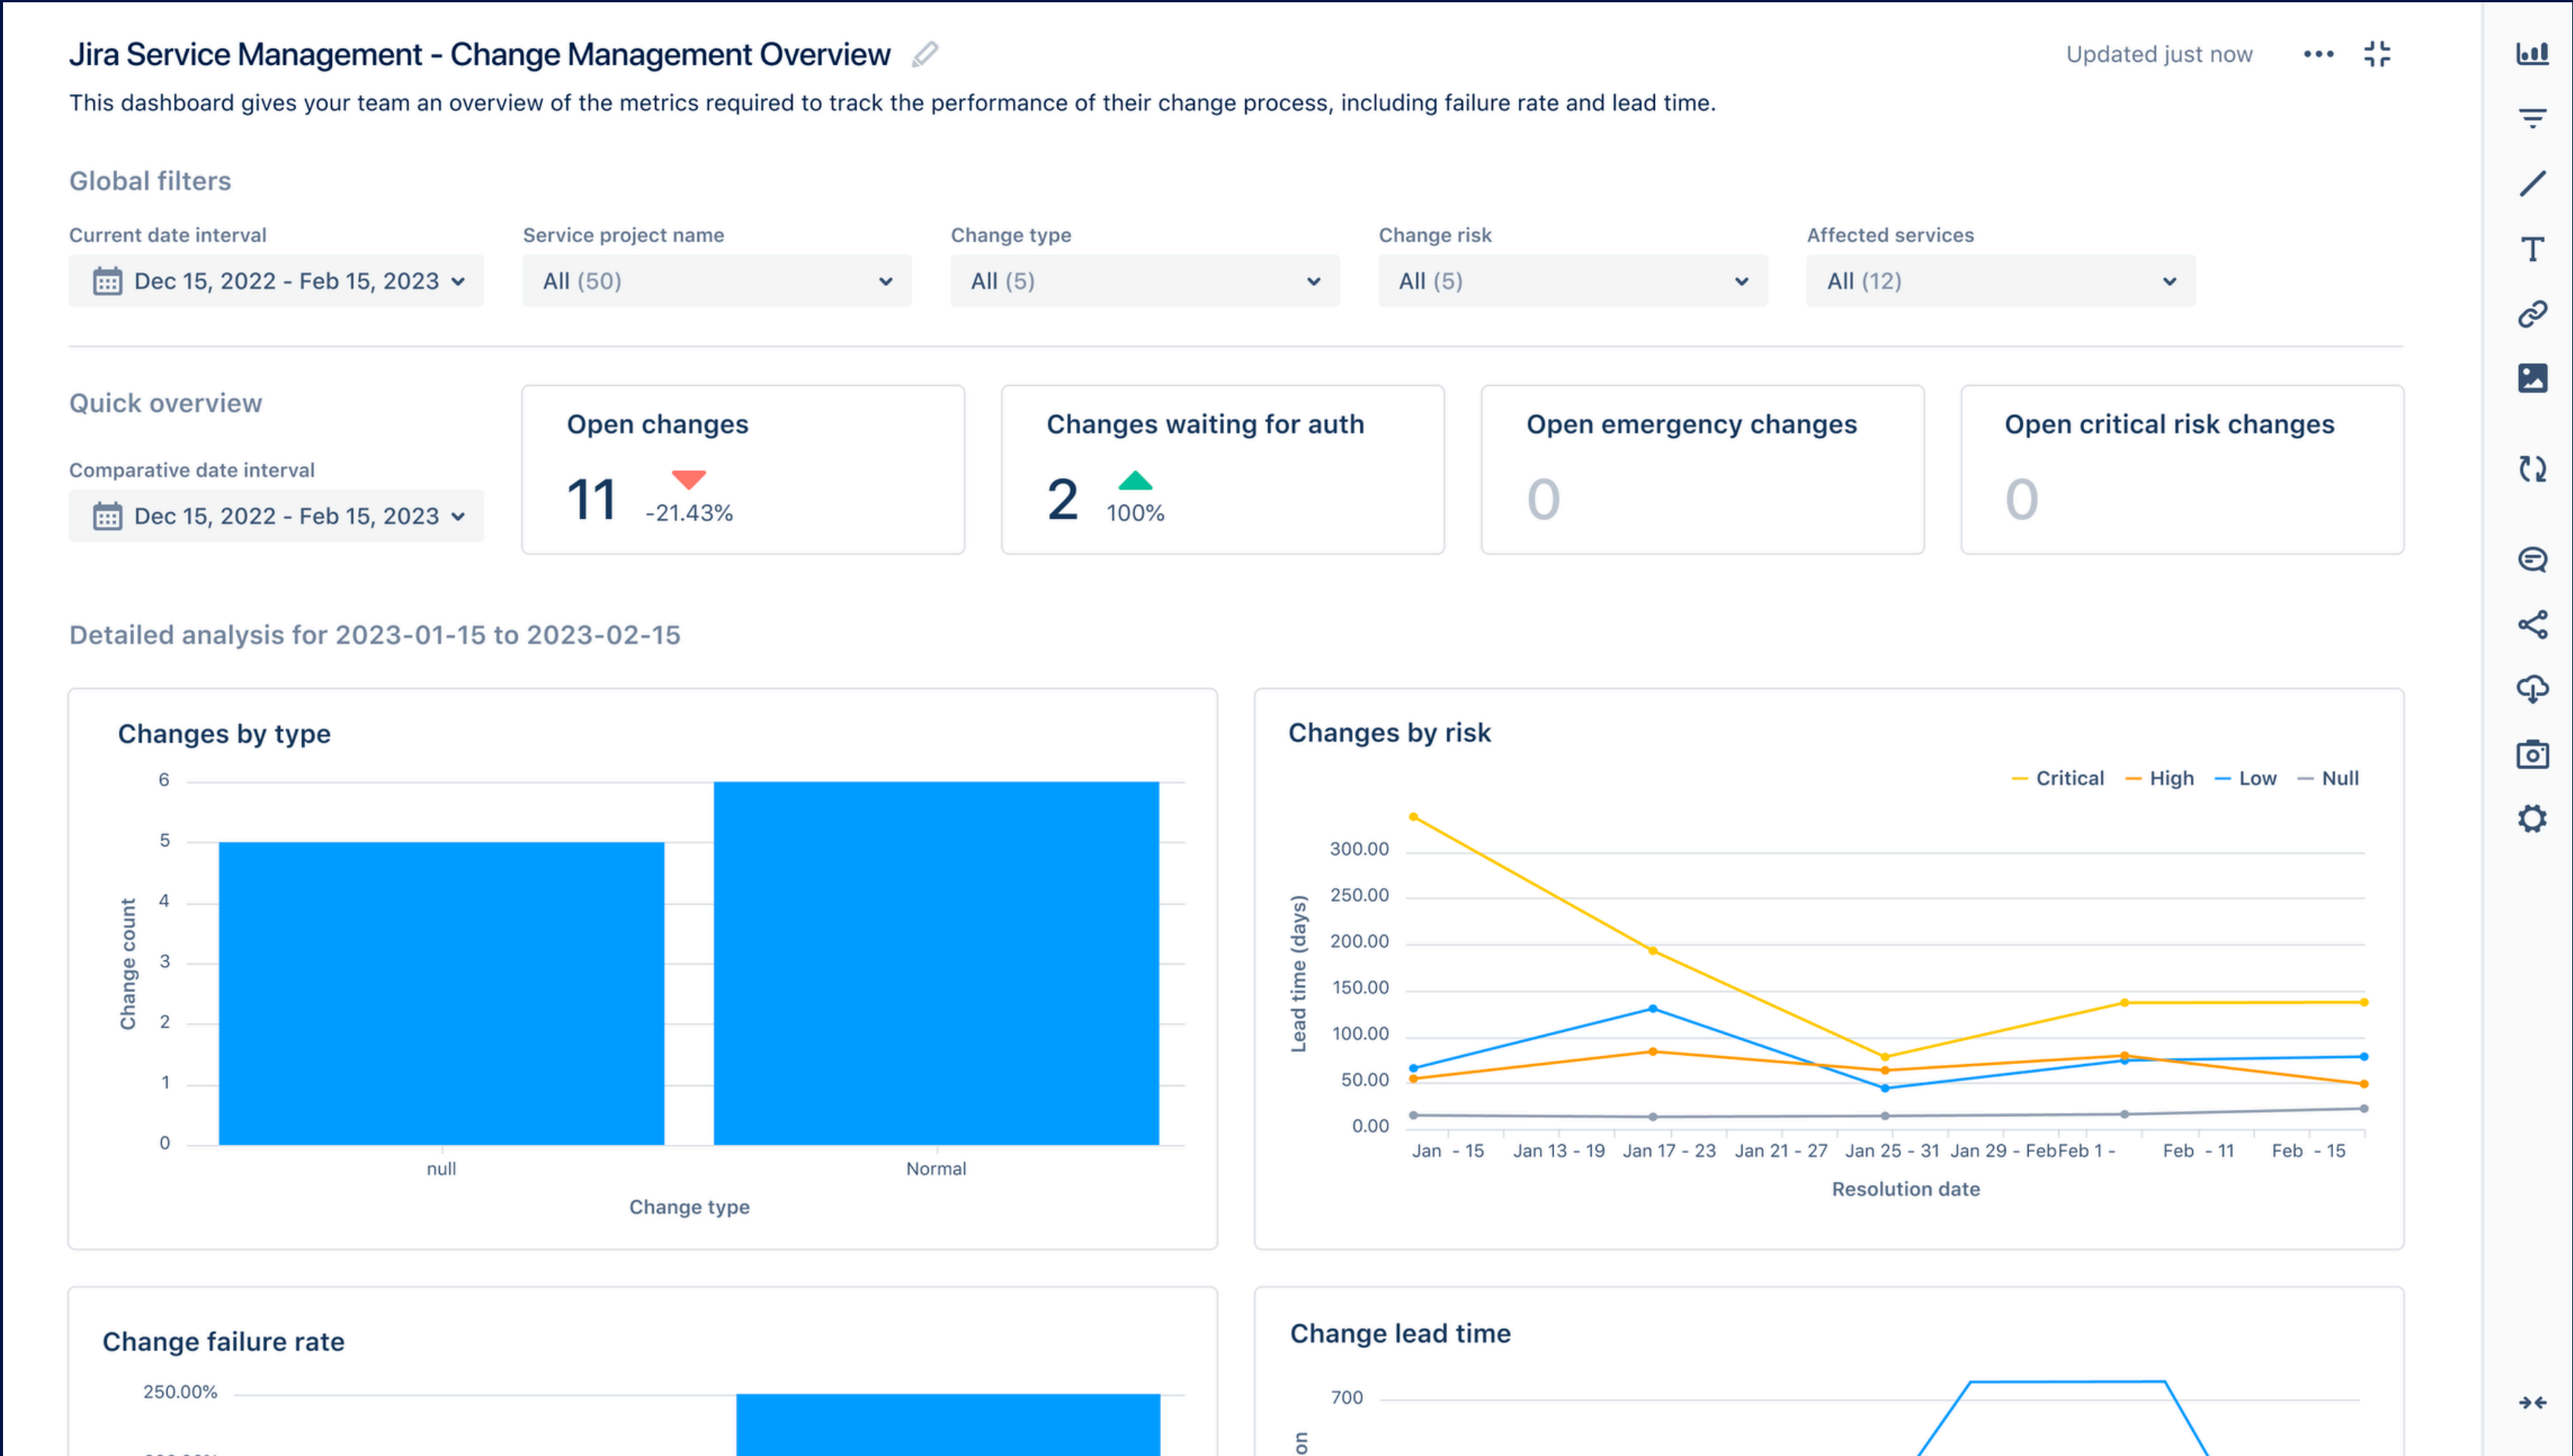 Jira Service Management - Change Management Overview
Updated just now
This dashboard gives your team an overview of the metrics required to track the performance of their change process, including failure rate and lead time.
Global filters
Current date interval
Dec 15, 2022 - Feb 15, 2023
Service project name
All (50)
Change type
All (5)
Change risk
All (5)
Affected services
All (12)
Quick overview
Comparative date interval
Dec 15, 2022 - Feb 15, 2023
Open changes
11
-21.43%
Changes waiting for auth
2
100%
Open emergency changes
0
Open critical risk changes
0
Detailed analysis for 2023-01-15 to 2023-02-15
Changes by type
6
5
4
3
2
1
0
Change count
null
Normal
Change type
Changes by risk
Critical
High
Low
Null
300.00
250.00
200.00
150.00
100.00
50.00
0.00
Lead time (days)
Jan - 15
Jan 13 - 19
Jan 17 - 23
Jan 21 - 27
Jan 25 - 31
Jan 29 - Feb
Feb 1 -
Feb - 11
Feb - 15
Resolution date
Change failure rate
250.00%
Change lead time
700
on